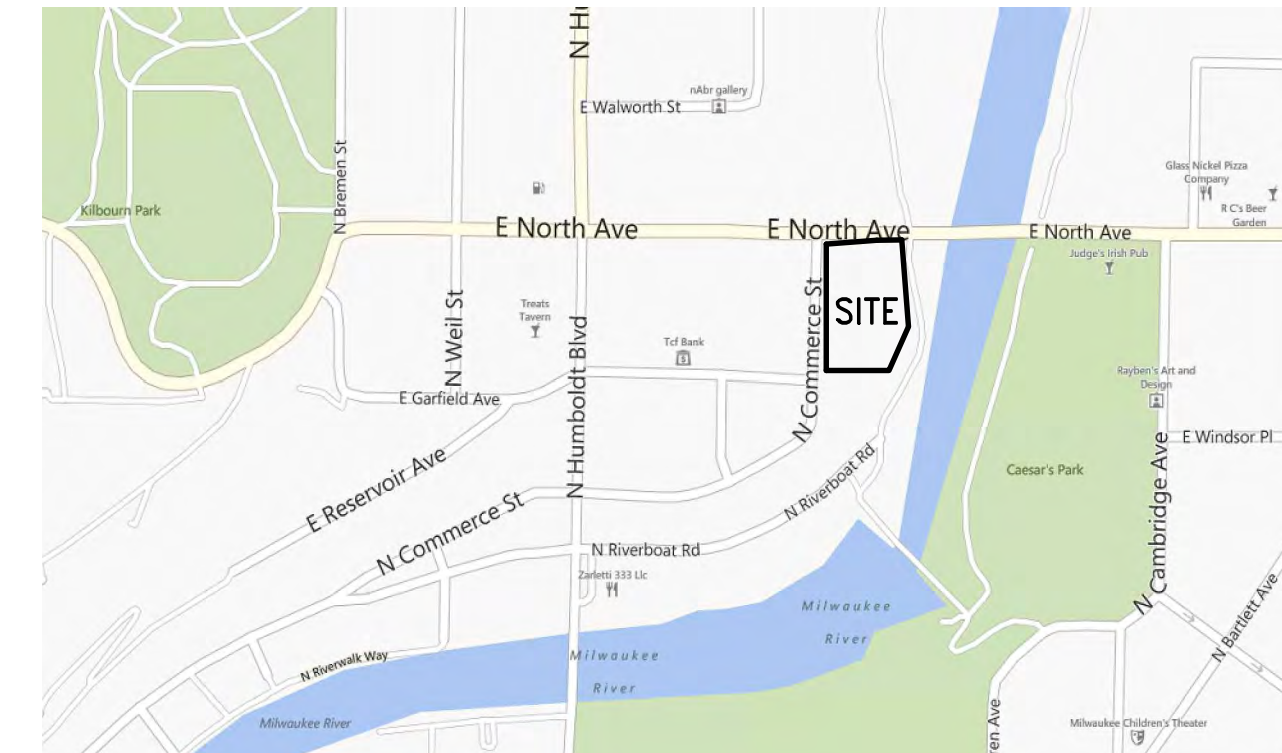 N Hu
nAbr gallery
E Walworth St
N Bremen St
Glass Nickel Pizza
Company
R C's Beer
Garden
Kilbourn Park
E North Ave
E North Ave
E North Ave
Judge's Irish Pub
N Weil St
Treats
Tavern
N Humboldt Blvd
Tcf Bank
$
N Commerce St
SITE
Rayben's Art and
Design
E Garfield Ave
E Windsor Pl
E Reservoir Ave
N Commerce St
N Riverboat Rd
Caesar's Park
N Cambridge Ave
N Riverboat Rd
Zarletti 333 Llc
Milwaukee
River
N Bartlett Ave
Milwaukee
River
N Riverwalk Way
Milwaukee River
ren Ave
Milwaukee Children's Theater